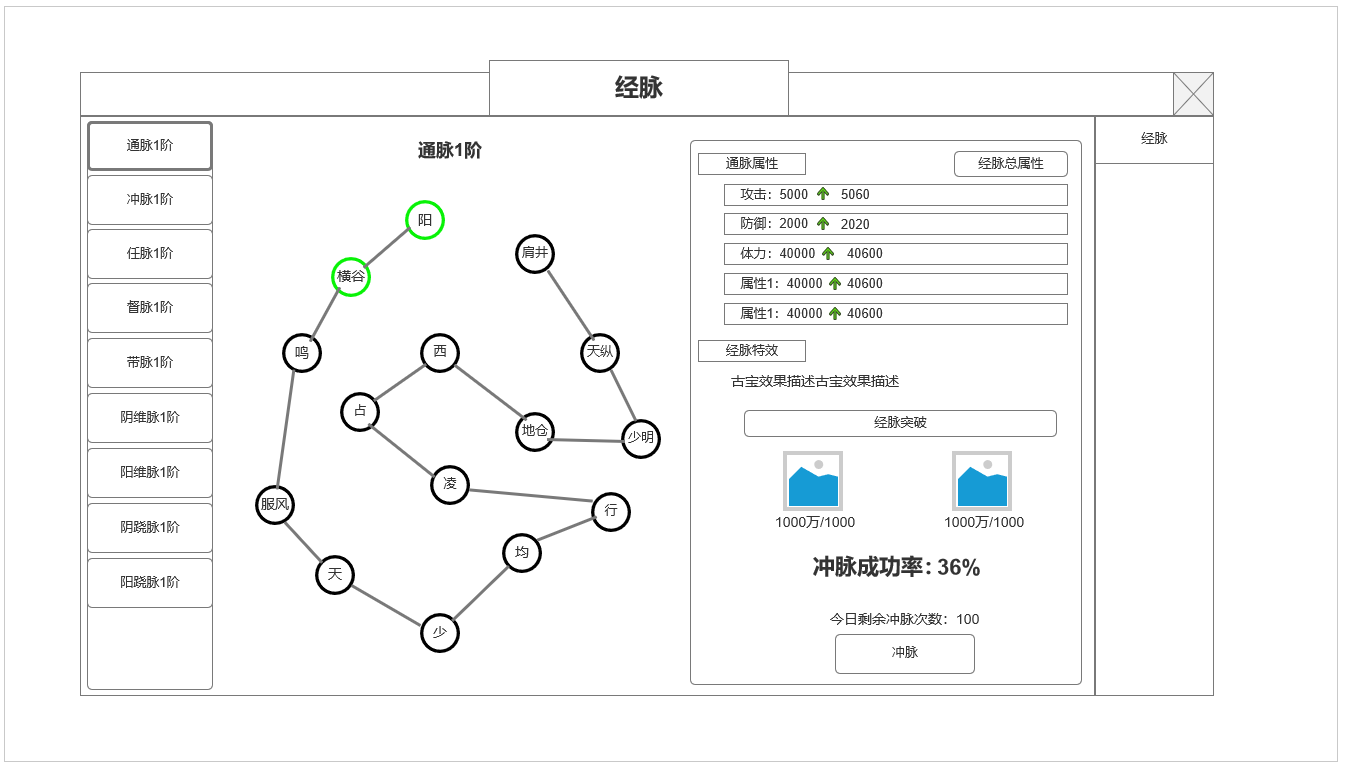 经脉
经脉
通脉1阶
冲脉1阶
任脉1阶
督脉1阶
带脉1阶
阴维脉1阶
阳维脉1阶
阴跷脉1阶
阳跷脉1阶
通脉1阶
阳
横谷
鸣
服风
天
少
均
行
凌
占
西
地仓
少明
天纵
肩井
通脉属性
经脉总属性
攻击：5000 5060
防御：2000 2020
体力：40000 40600
属性1：40000 40600
属性1：40000 40600
经脉特效
古宝效果描述古宝效果描述
经脉突破
1000万/1000
1000万/1000
冲脉成功率：36%
今日剩余冲脉次数：100
冲脉